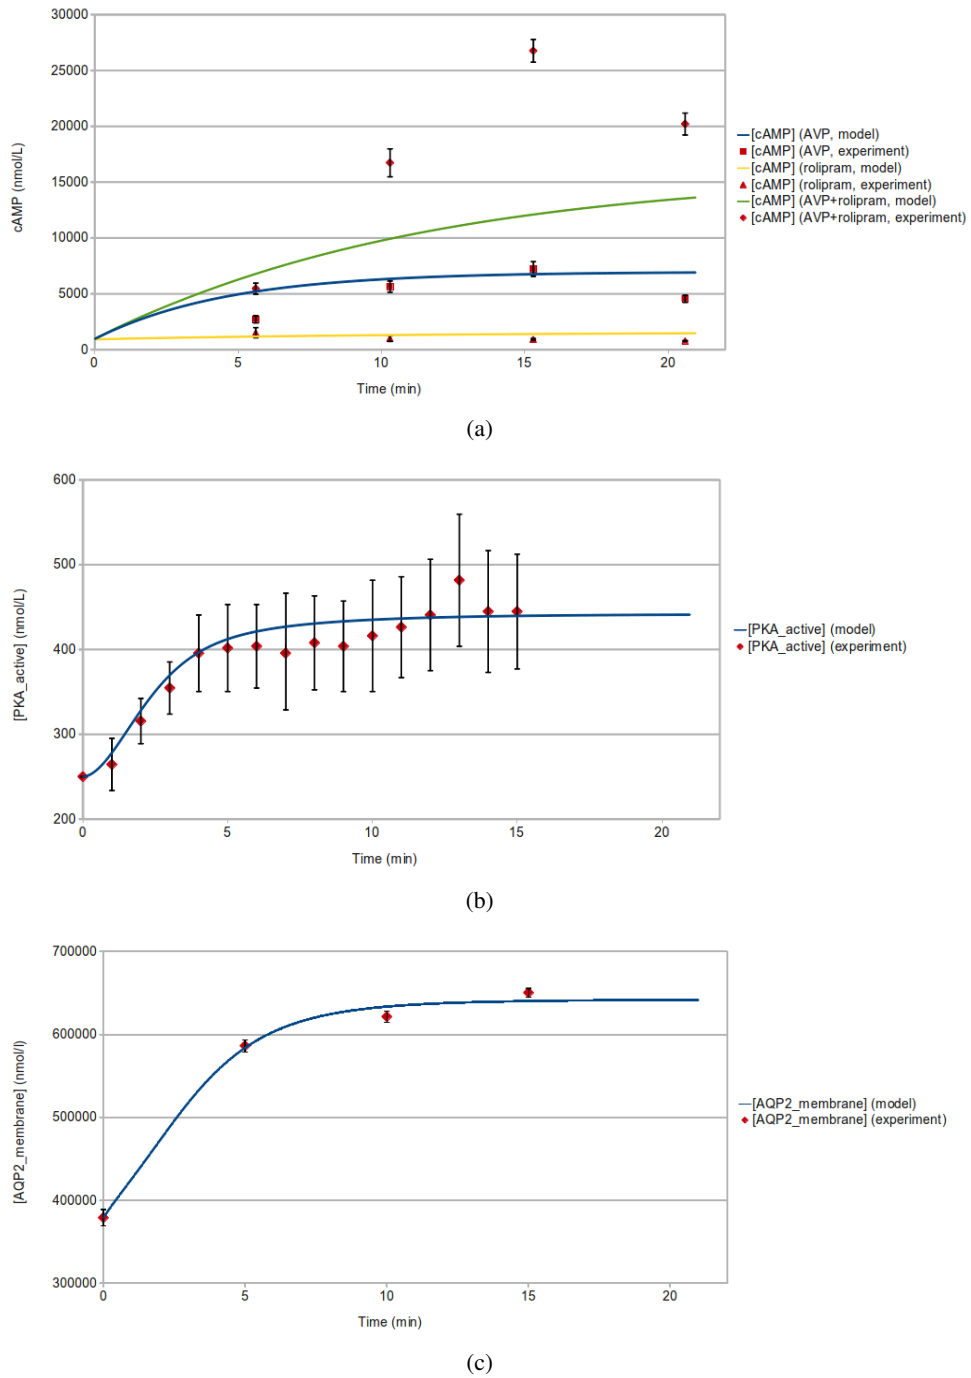 30000
25000
20000
15000
10000
5000
0
cAMP (nmol/L)
0 5 10 15 20
Time (min)
[cAMP] (AVP, model)
[cAMP] (AVP, experiment)
[cAMP] (rolipram, model)
[cAMP] (rolipram, experiment)
[cAMP] (AVP+rolipram, model)
[cAMP] (AVP+rolipram, experiment)
(a)
600
500
400
300
200
[PKA_active] (nmol/L)
0 5 10 15 20
Time (min)
[PKA_active] (model)
[PKA_active] (experiment)
(b)
700000
600000
500000
400000
300000
[AQP2_membrane] (nmol/l)
0 5 10 15 20
Time (min)
[AQP2_membrane] (model)
[AQP2_membrane] (experiment)
(c)